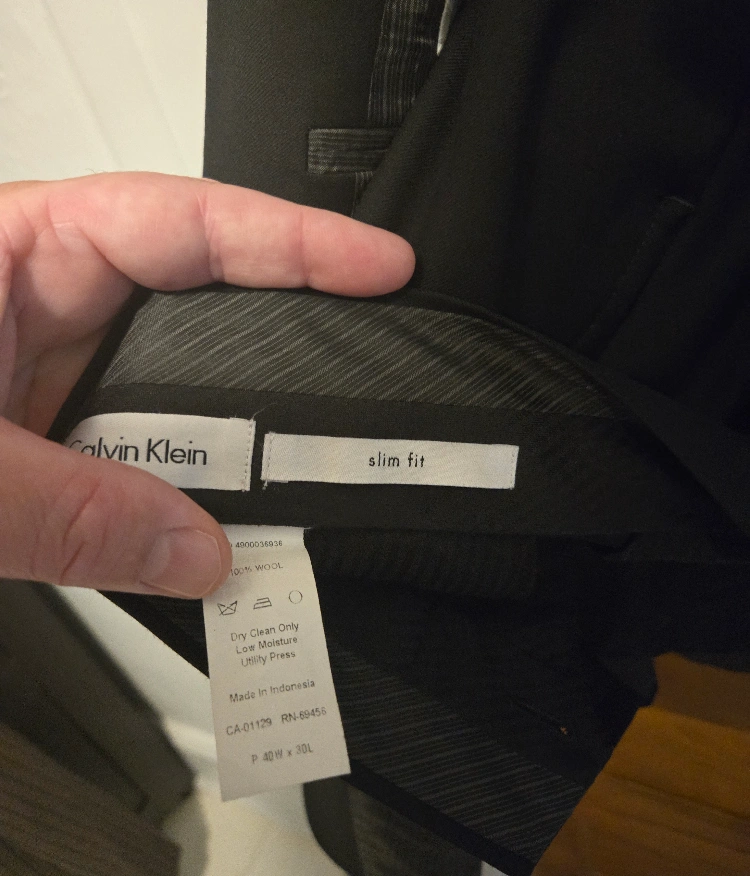 Calvin Klein
slim fit
4900036936
100% WOOL
Dry Clean Only
Low Moisture
Utility Press
Made In Indonesia
CA-01129 RN-69456
P 40W x 30L